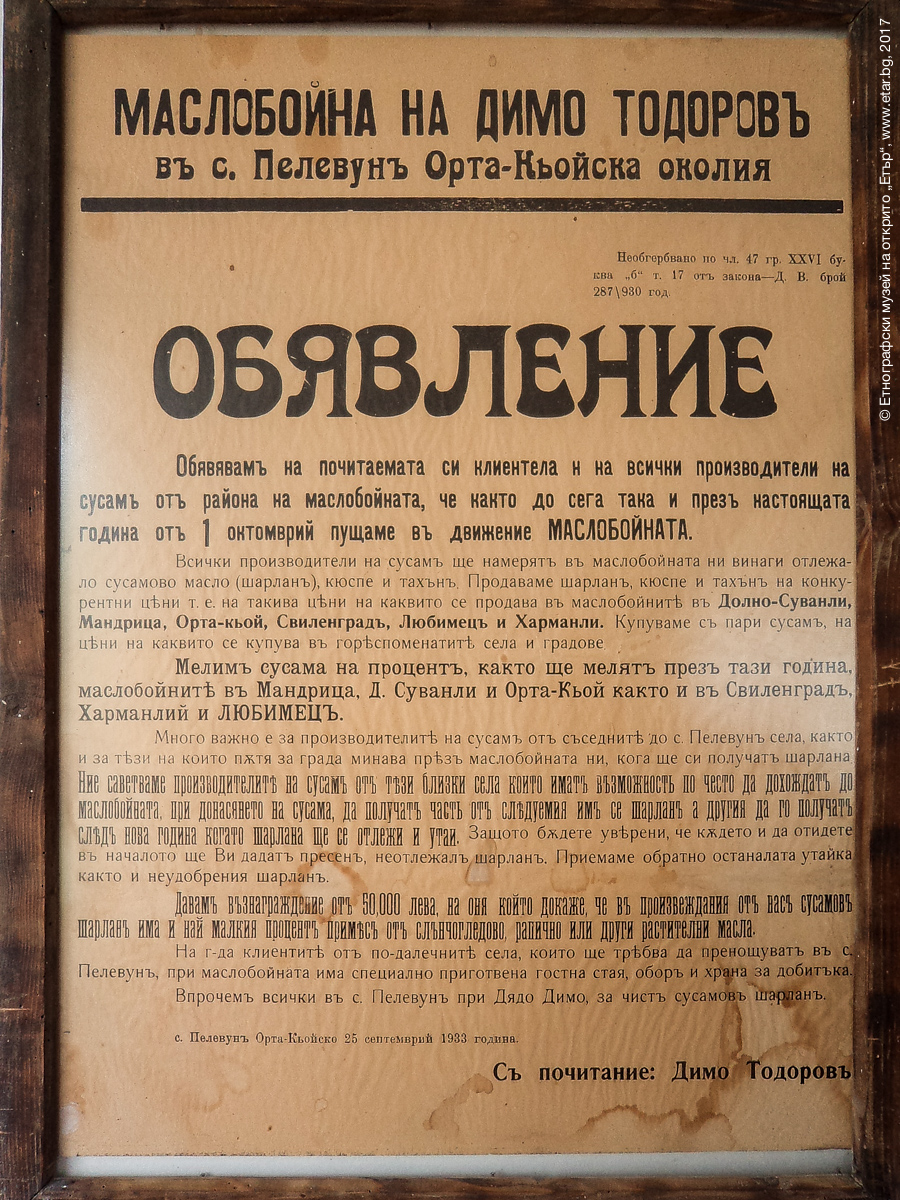 МАСЛОБОЙНА НА ДИМО ТОДОРОВЪ
въ с. Пелевунъ Орта-Кьойска околия
Необгербвано по чл. 47 гр. XXVI бу-
ква „б“ т. 17 отъ закона—Д. В. брой
287\930 год.
ОБЯВЛЕНИЕ
Обявявамъ на почитаемата си клиентела и на всички производители на
сусамъ отъ района на маслобойната, че както до сега така и презъ настоящата
година отъ 1 октомврий пущаме въ движение МАСЛОБОЙНАТА.
Всички производители на сусамъ ще намерятъ въ маслобойната ни винаги отлежа-
ло сусамово масло (шарланъ), кюспе и тахънъ. Продаваме шарланъ, кюспе и тахънъ на конку-
рентни цѣни т. е. на такива цѣни на каквито се продава въ маслобойнитѣ въ Долно-Суванли,
Мандрица, Орта-кьой, Свиленградъ, Любимецъ и Харманли. Купуваме съ пари сусамъ, на
цѣни на каквито се купува въ горѣспоменатитѣ села и градове
Мелимъ сусама на процентъ, както ще мелятъ презъ тази година,
маслобойнитѣ въ Мандрица, Д. Суванли и Орта-Кьой както и въ Свиленградъ,
Харманлий и ЛЮБИМЕЦЪ.
Много важно е за производителитѣ на сусамъ отъ съседнитѣ до с. Пелевунъ села, както
и за тѣзи на които пѫтя за града минава прѣзъ маслобойната ни, кога ще си получатъ шарлана
Ние саветваме производителитѣ на сусамъ отъ тѣзи близки села които иматъ възможность по често да дохождатъ до
маслобойната, при донасянето на сусама, да получатъ часть отъ слѣдуемия имъ се шарланъ а другия да го получатъ
слѣдъ нова година когато шарлана ще се отлежи и утаи. Защото бѫдете увѣрени, че кѫдето и да отидете
въ началото ще Ви дадатъ пресенъ, неотлежалъ шарланъ. Приемаме обратно останалата утайка
както и неудобрения шарланъ.
Давамъ възнаграждение отъ 50,000 лева, на оня който докаже, че въ произвеждания отъ насъ сусамовъ
шарланъ има и най малкия процентъ примѣсъ отъ слънчогледово, рапично или други растителни масла.
На г-да клиентитѣ отъ по-далечнитѣ села, които ще трѣбва да пренощуватъ въ с.
Пелевунъ, при маслобойната има специално приготвена гостна стая, оборъ и храна за добитъка.
Впрочемъ всички въ с. Пелевунъ при Дядо Димо, за чистъ сусамовъ шарланъ.
с. Пелевунъ Орта-Кьойско 25 септемврий 1933 година.
Съ почитание: Димо Тодоровъ
© Етнографски музей на открито „Етър“, www.etar.bg, 2017